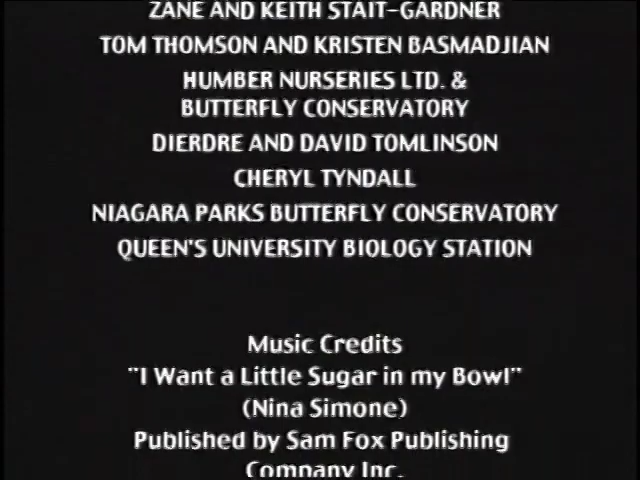 ZANE AND KEITH STAIT-GARDNER
TOM THOMSON AND KRISTEN BASMADJIAN
HUMBER NURSERIES LTD. &
BUTTERFLY CONSERVATORY
DIERDRE AND DAVID TOMLINSON
CHERYL TYNDALL
NIAGARA PARKS BUTTERFLY CONSERVATORY
QUEEN'S UNIVERSITY BIOLOGY STATION
Music Credits
"I Want a Little Sugar in my Bowl"
(Nina Simone)
Published by Sam Fox Publishing
Company Inc.